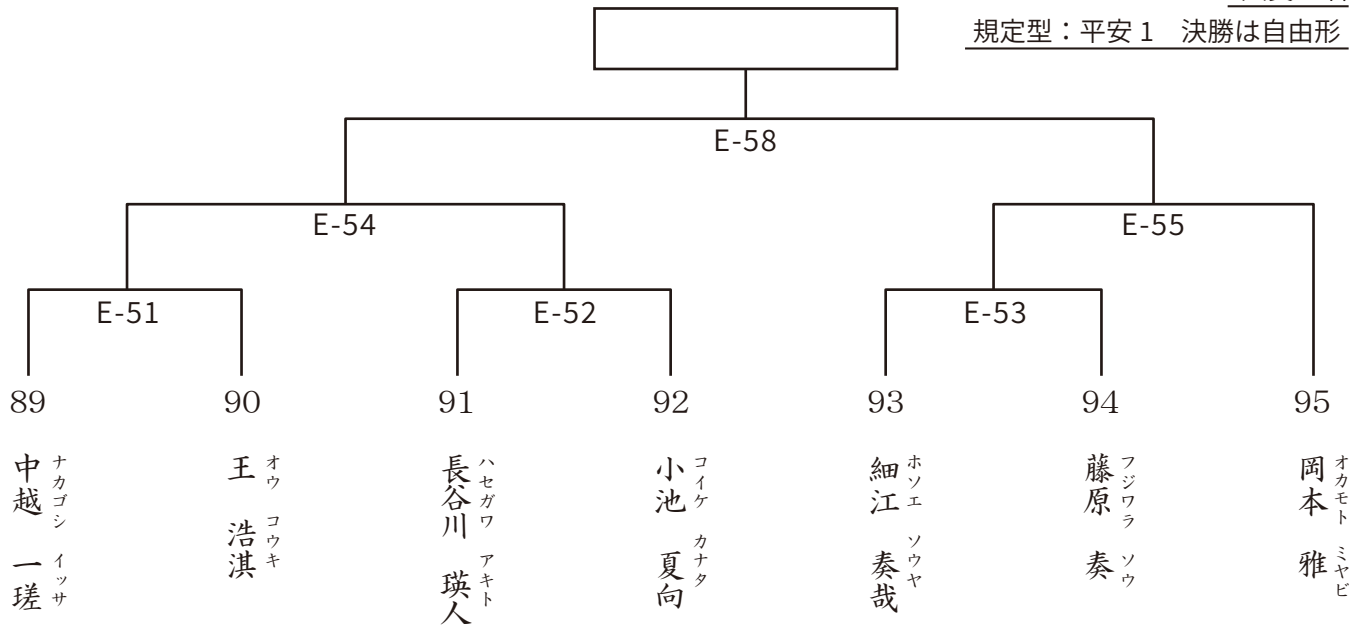 規定型：平安１　決勝は自由形
E-58
E-54
E-55
E-51
E-52
E-53
89
90
91
92
93
94
95
中越　一瑳
ナカゴシ　イッサ
王　浩淇
オウ　コウキ
長谷川　瑛人
ハセガワ　アキト
小池　夏向
コイケ　カナタ
細江　奏哉
ホソエ　ソウヤ
藤原　奏
フジワラ　ソウ
岡本　雅
オカモト　ミヤビ